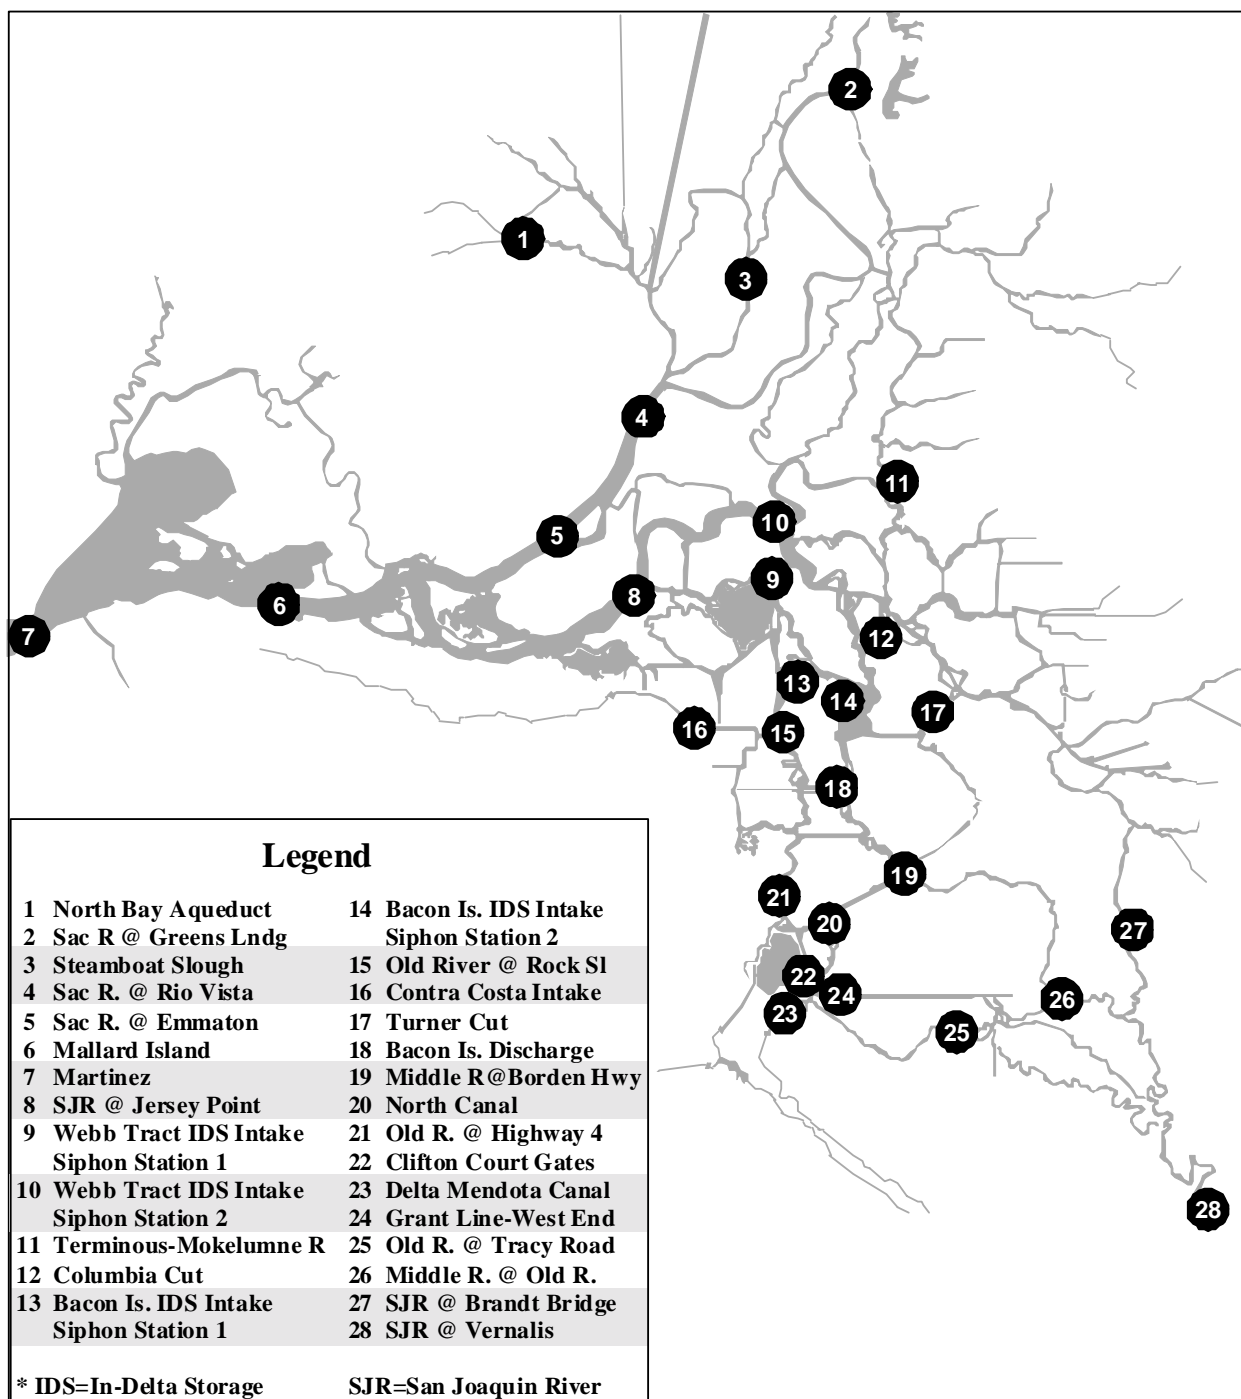 2
1
3
4
11
10
5
9
8
6
7
12
13
14
17
16
15
18
19
21
20
27
22
24
26
23
25
28
Legend
1 North Bay Aqueduct
2 Sac R @ Greens Lndg
3 Steamboat Slough
4 Sac R. @ Rio Vista
5 Sac R. @ Emmaton
6 Mallard Island
7 Martinez
8 SJR @ Jersey Point
9 Webb Tract IDS Intake
Siphon Station 1
10 Webb Tract IDS Intake
Siphon Station 2
11 Terminous-Mokelumne R
12 Columbia Cut
13 Bacon Is. IDS Intake
Siphon Station 1
14 Bacon Is. IDS Intake
Siphon Station 2
15 Old River @ Rock Sl
16 Contra Costa Intake
17 Turner Cut
18 Bacon Is. Discharge
19 Middle R@Borden Hwy
20 North Canal
21 Old R. @ Highway 4
22 Clifton Court Gates
23 Delta Mendota Canal
24 Grant Line-West End
25 Old R. @ Tracy Road
26 Middle R. @ Old R.
27 SJR @ Brandt Bridge
28 SJR @ Vernalis
* IDS=In-Delta Storage
SJR=San Joaquin River